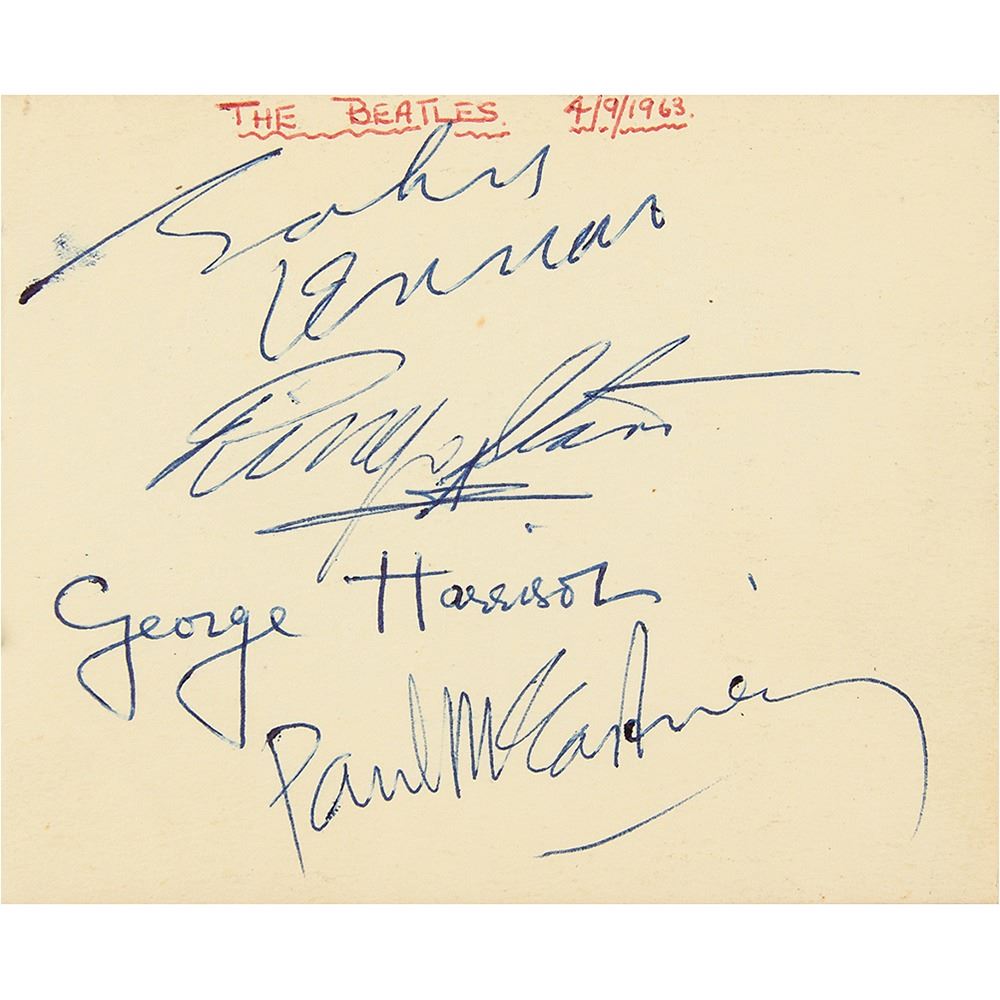 THE BEATLES. 4/9/1963.
John
Lennon
Ringo Starr
George Harrison
Paul McCartney